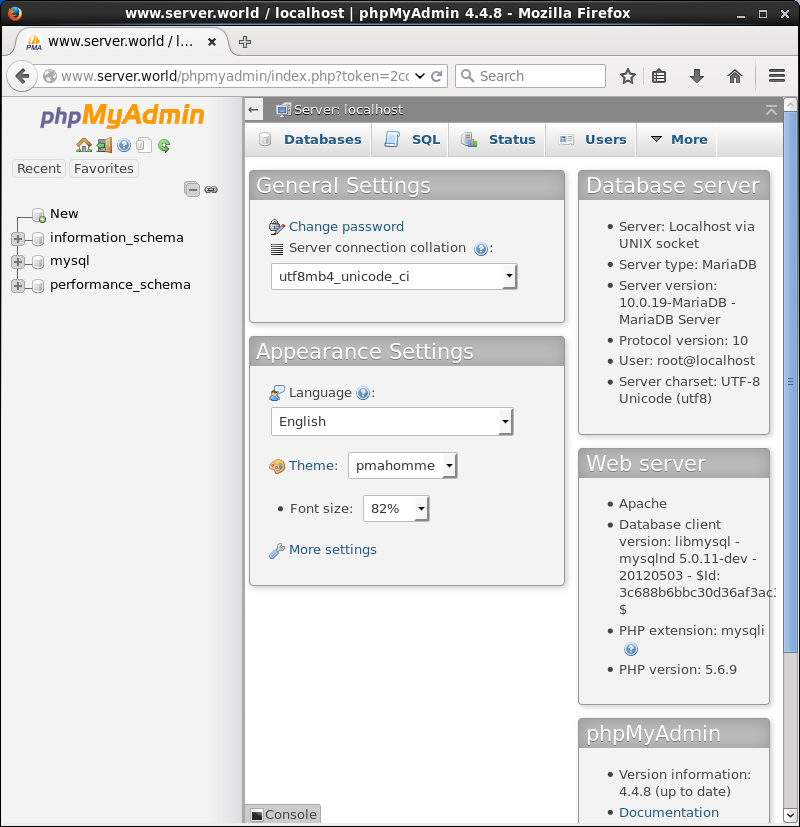 www.server.world / localhost | phpMyAdmin 4.4.8 - Mozilla Firefox
PMA
www.server.world / l...
www.server.world/phpmyadmin/index.php?token=2c
Search
phpMyAdmin
Recent
Favorites
New
information_schema
mysql
performance_schema
Server: localhost
Databases
SQL
Status
Users
More
General Settings
Change password
Server connection collation :
utf8mb4_unicode_ci
Appearance Settings
Language :
English
Theme:
pmahomme
Font size:
82%
More settings
Database server
Server: Localhost via
UNIX socket
Server type: MariaDB
Server version:
10.0.19-MariaDB -
MariaDB Server
Protocol version: 10
User: root@localhost
Server charset: UTF-8
Unicode (utf8)
Web server
Apache
Database client
version: libmysql -
mysqlnd 5.0.11-dev -
20120503 - $Id:
3c688b6bbc30d36af3ac3
$
PHP extension: mysqli
PHP version: 5.6.9
phpMyAdmin
Version information:
4.4.8 (up to date)
Documentation
Console